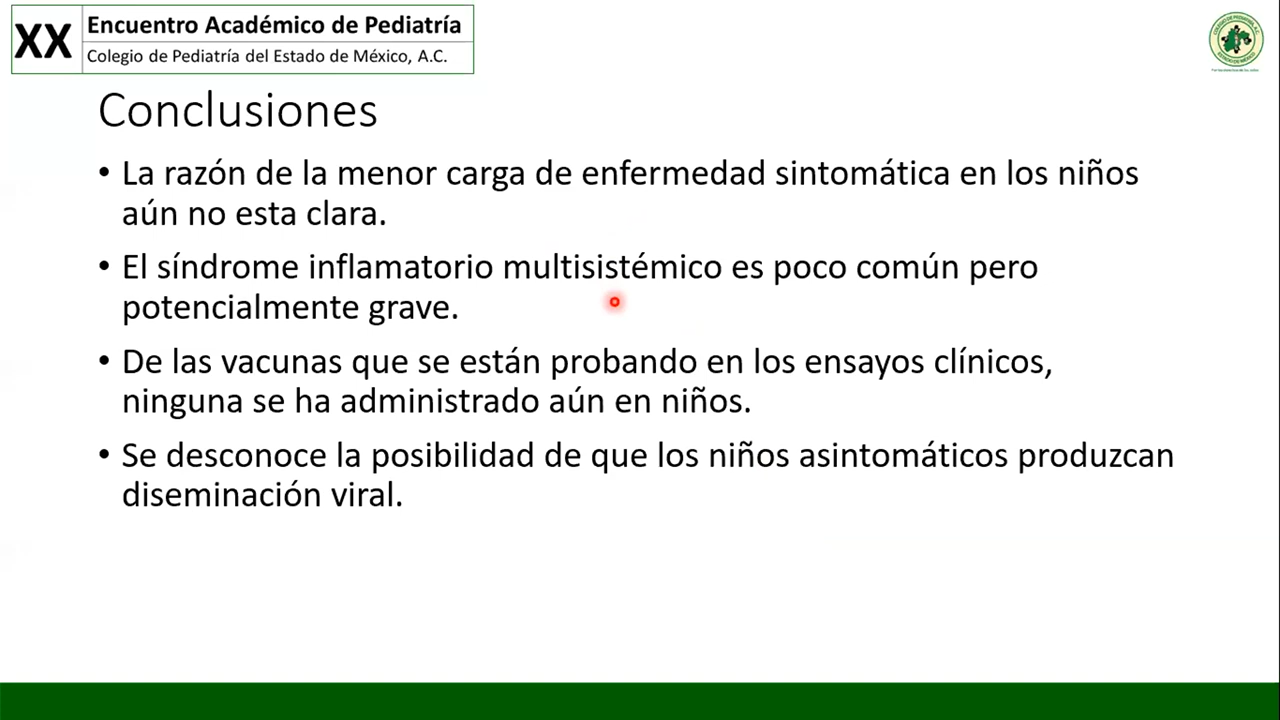 XX
Encuentro Académico de Pediatría
Colegio de Pediatría del Estado de México, A.C.
Conclusiones
• La razón de la menor carga de enfermedad sintomática en los niños
aún no esta clara.
• El síndrome inflamatorio multisistémico es poco común pero
potencialmente grave.
• De las vacunas que se están probando en los ensayos clínicos,
ninguna se ha administrado aún en niños.
• Se desconoce la posibilidad de que los niños asintomáticos produzcan
diseminación viral.